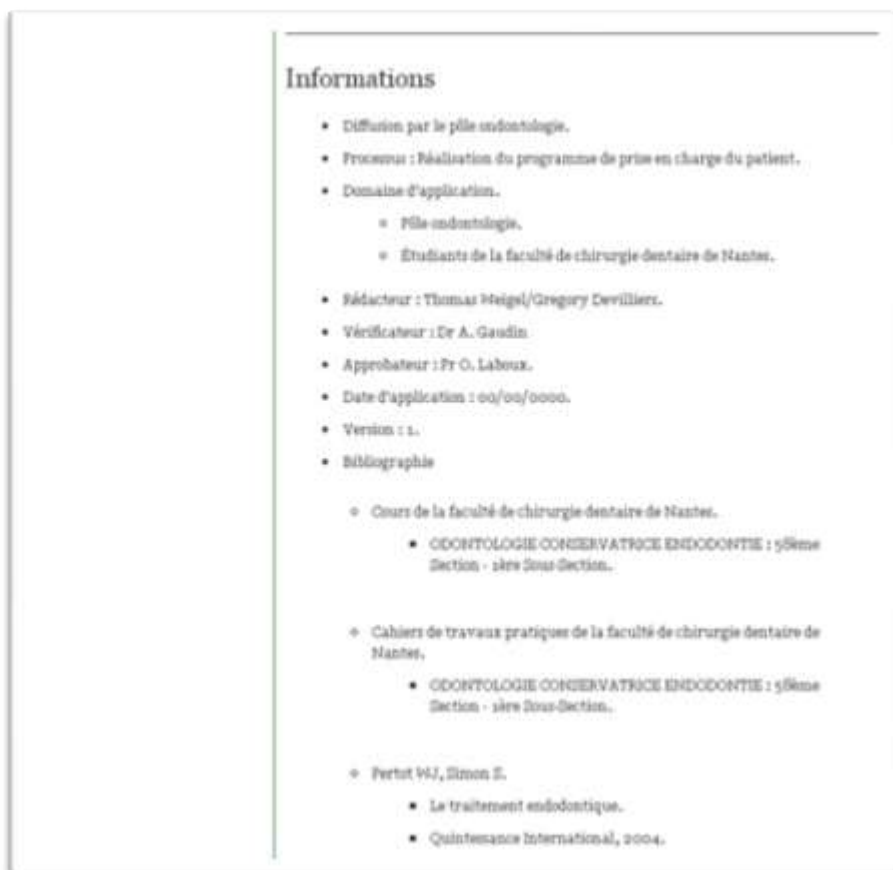 Informations
• Diffusion par le pôle ondontologie.
• Processus : Réalisation du programme de prise en charge du patient.
• Domaine d'application.
◦ Pôle ondontologie.
◦ Étudiants de la faculté de chirurgie dentaire de Nantes.
• Rédacteur : Thomas Weigel/Gregory Devilliers.
• Vérificateur : Dr A. Gaudin
• Approbateur : Pr O. Laboux.
• Date d'application : 00/00/0000.
• Version : 1.
• Bibliographie
◦ Cours de la faculté de chirurgie dentaire de Nantes.
▪ ODONTOLOGIE CONSERVATRICE ENDODONTIE : 58ème
Section - 1ère Sous-Section.
◦ Cahiers de travaux pratiques de la faculté de chirurgie dentaire de
Nantes.
▪ ODONTOLOGIE CONSERVATRICE ENDODONTIE : 58ème
Section - 1ère Sous-Section.
◦ Pertot WJ, Simon S.
▪ Le traitement endodontique.
▪ Quintessance International, 2004.